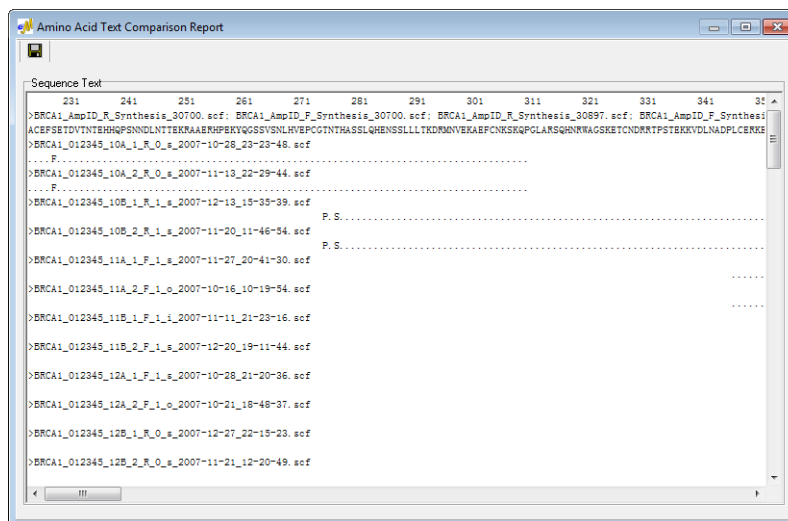 Amino Acid Text Comparison Report
Sequence Text
231 241 251 261 271 281 291 301 311 321 331 341 35
>BRCA1_AmpID_R_Synthesis_30700.scf; BRCA1_AmpID_F_Synthesis_30700.scf; BRCA1_AmpID_R_Synthesis_30897.scf; BRCA1_AmpID_F_Synthesi
ACEFSETDVTNTEHHQPSNNDLNTTEKRAAERHPEKYQGSSVSNLHVEPCGTNTHASSLQHENSSLLLTKDRMNVEKAEFCNKSKQPGLARSQHNRWAGSKETCNDRRTPSTEKKVDLNADPLCERKE
>BRCA1_012345_10A_1_R_0_s_2007-10-28_23-23-48.scf
....F..................................................................................
>BRCA1_012345_10A_2_R_0_s_2007-11-13_22-29-44.scf
....F..................................................................................
>BRCA1_012345_10B_1_R_1_s_2007-12-13_15-35-39.scf
P.S..........................................................................
>BRCA1_012345_10B_2_R_1_s_2007-11-20_11-46-54.scf
P.S..........................................................................
>BRCA1_012345_11A_1_F_1_s_2007-11-27_20-41-30.scf
......
>BRCA1_012345_11A_2_F_1_o_2007-10-16_10-19-54.scf
......
>BRCA1_012345_11B_1_F_1_i_2007-11-11_21-23-16.scf
>BRCA1_012345_11B_2_F_1_s_2007-12-20_19-11-44.scf
>BRCA1_012345_12A_1_F_1_s_2007-10-28_21-20-36.scf
>BRCA1_012345_12A_2_F_1_o_2007-10-21_18-48-37.scf
>BRCA1_012345_12B_1_R_0_s_2007-12-27_22-15-23.scf
>BRCA1_012345_12B_2_R_0_s_2007-11-21_12-20-49.scf